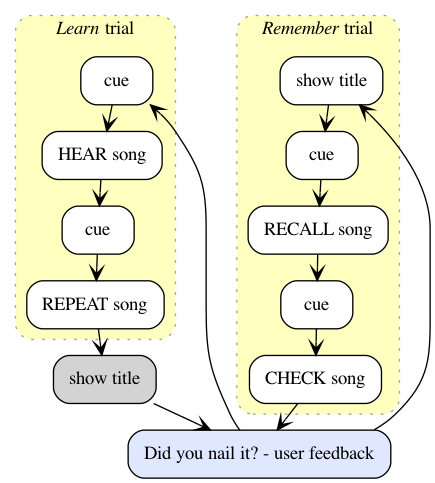 Learn trial
cue
HEAR song
cue
REPEAT song
show title
Remember trial
show title
cue
RECALL song
cue
CHECK song
Did you nail it? - user feedback